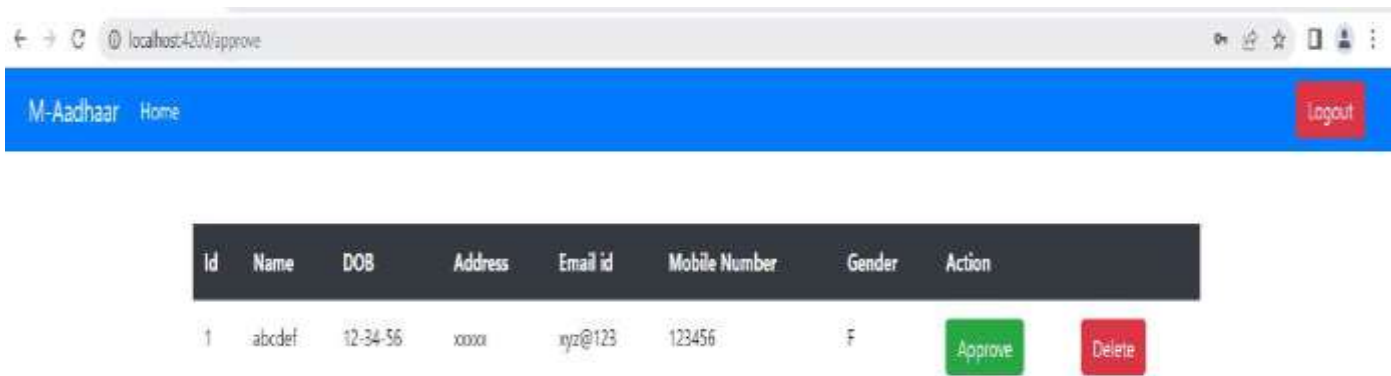 localhost:4200/approve
M-Aadhaar Home Logout
Id Name DOB Address Email id Mobile Number Gender Action
1 abcdef 12-34-56 xxxxx xyz@123 123456 F Approve Delete